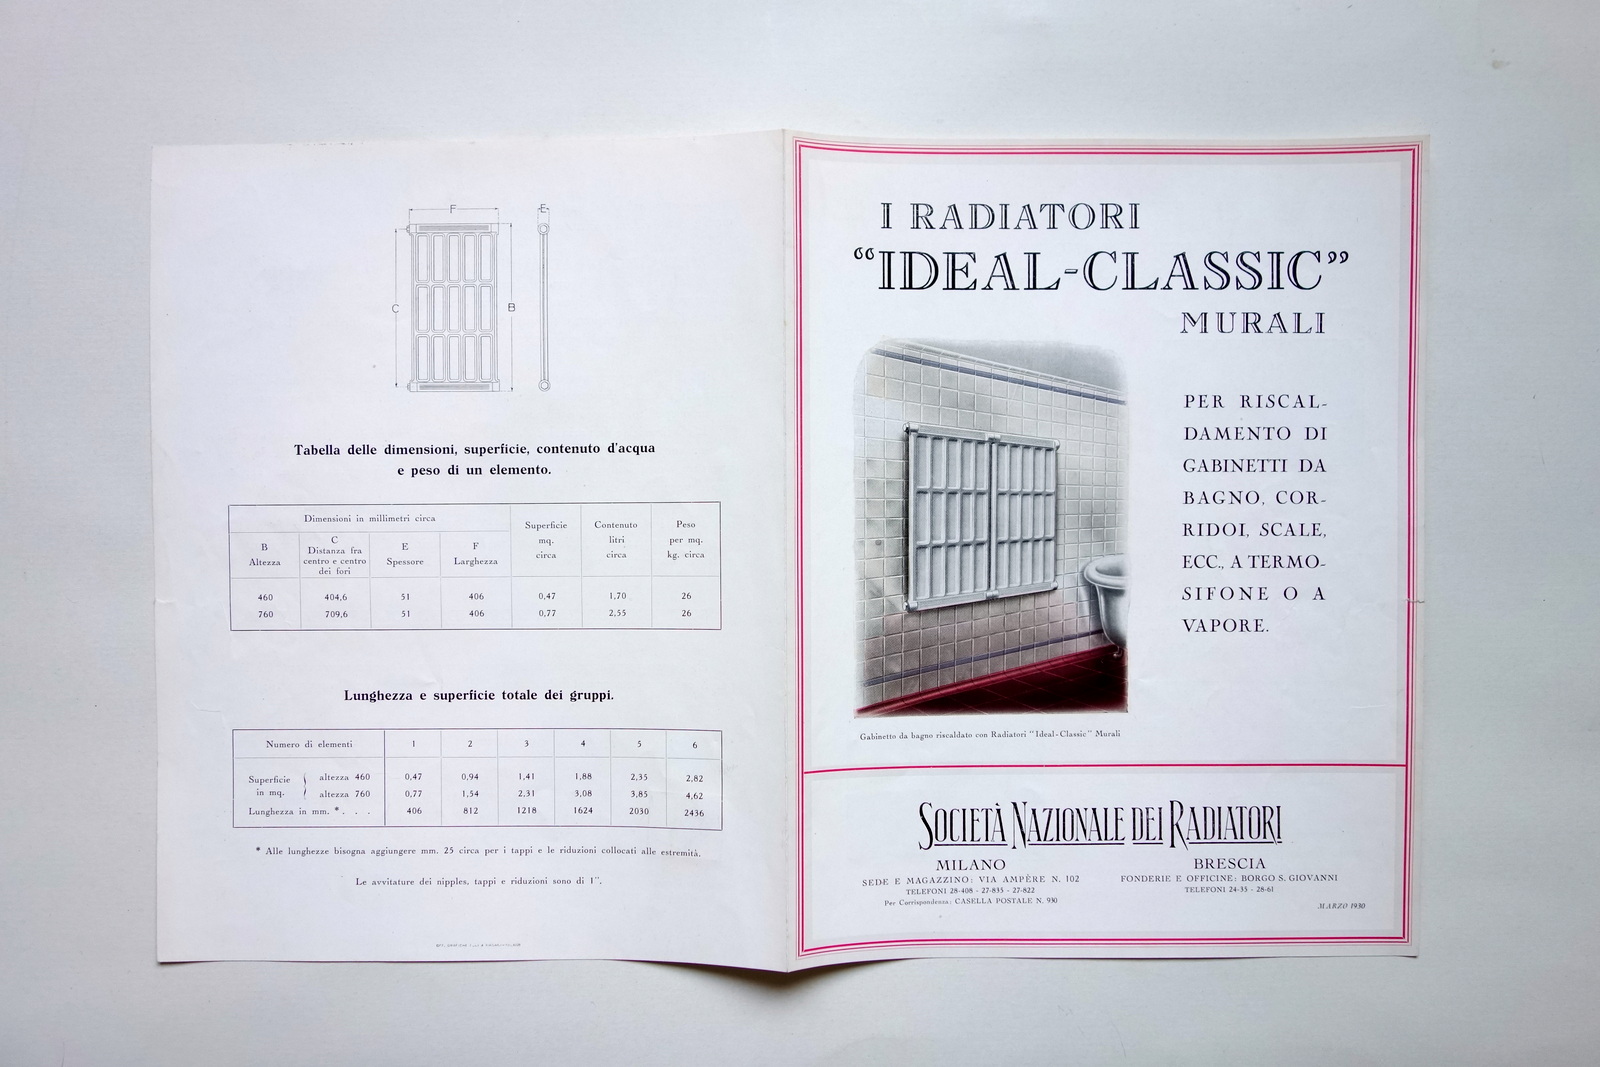 F
E
C
B
Tabella delle dimensioni, superficie, contenuto d'acqua
e peso di un elemento.
Dimensioni in millimetri circa
B
Altezza
C
Distanza fra
centro e centro
dei fori
E
Spessore
F
Larghezza
Superficie
mq.
circa
Contenuto
litri
circa
Peso
per mq.
kg. circa
460 404,6 51 406 0,47 1,70 26
760 709,6 51 406 0,77 2,55 26
Lunghezza e superficie totale dei gruppi.
Numero di elementi 1 2 3 4 5 6
Superficie
in mq.
altezza 460 0,47 0,94 1,41 1,88 2,35 2,82
altezza 760 0,77 1,54 2,31 3,08 3,85 4,62
Lunghezza in mm. * . . . 406 812 1218 1624 2030 2436
* Alle lunghezze bisogna aggiungere mm. 25 circa per i tappi e le riduzioni collocati alle estremità.
Le avvitature dei nipples, tappi e riduzioni sono di 1".
I RADIATORI
“IDEAL-CLASSIC”
MURALI
PER RISCAL-
DAMENTO DI
GABINETTI DA
BAGNO, COR-
RIDOI, SCALE,
ECC., A TERMO-
SIFONE O A
VAPORE.
Gabinetto da bagno riscaldato con Radiatori "Ideal-Classic" Murali
SOCIETÀ NAZIONALE DEI RADIATORI
MILANO
SEDE E MAGAZZINO: VIA AMPÈRE N. 102
TELEFONI 28-408 - 27-835 - 27-822
Per Corrispondenza: CASELLA POSTALE N. 930
BRESCIA
FONDERIE E OFFICINE: BORGO S. GIOVANNI
TELEFONI 24-35 - 28-61
MARZO 1930